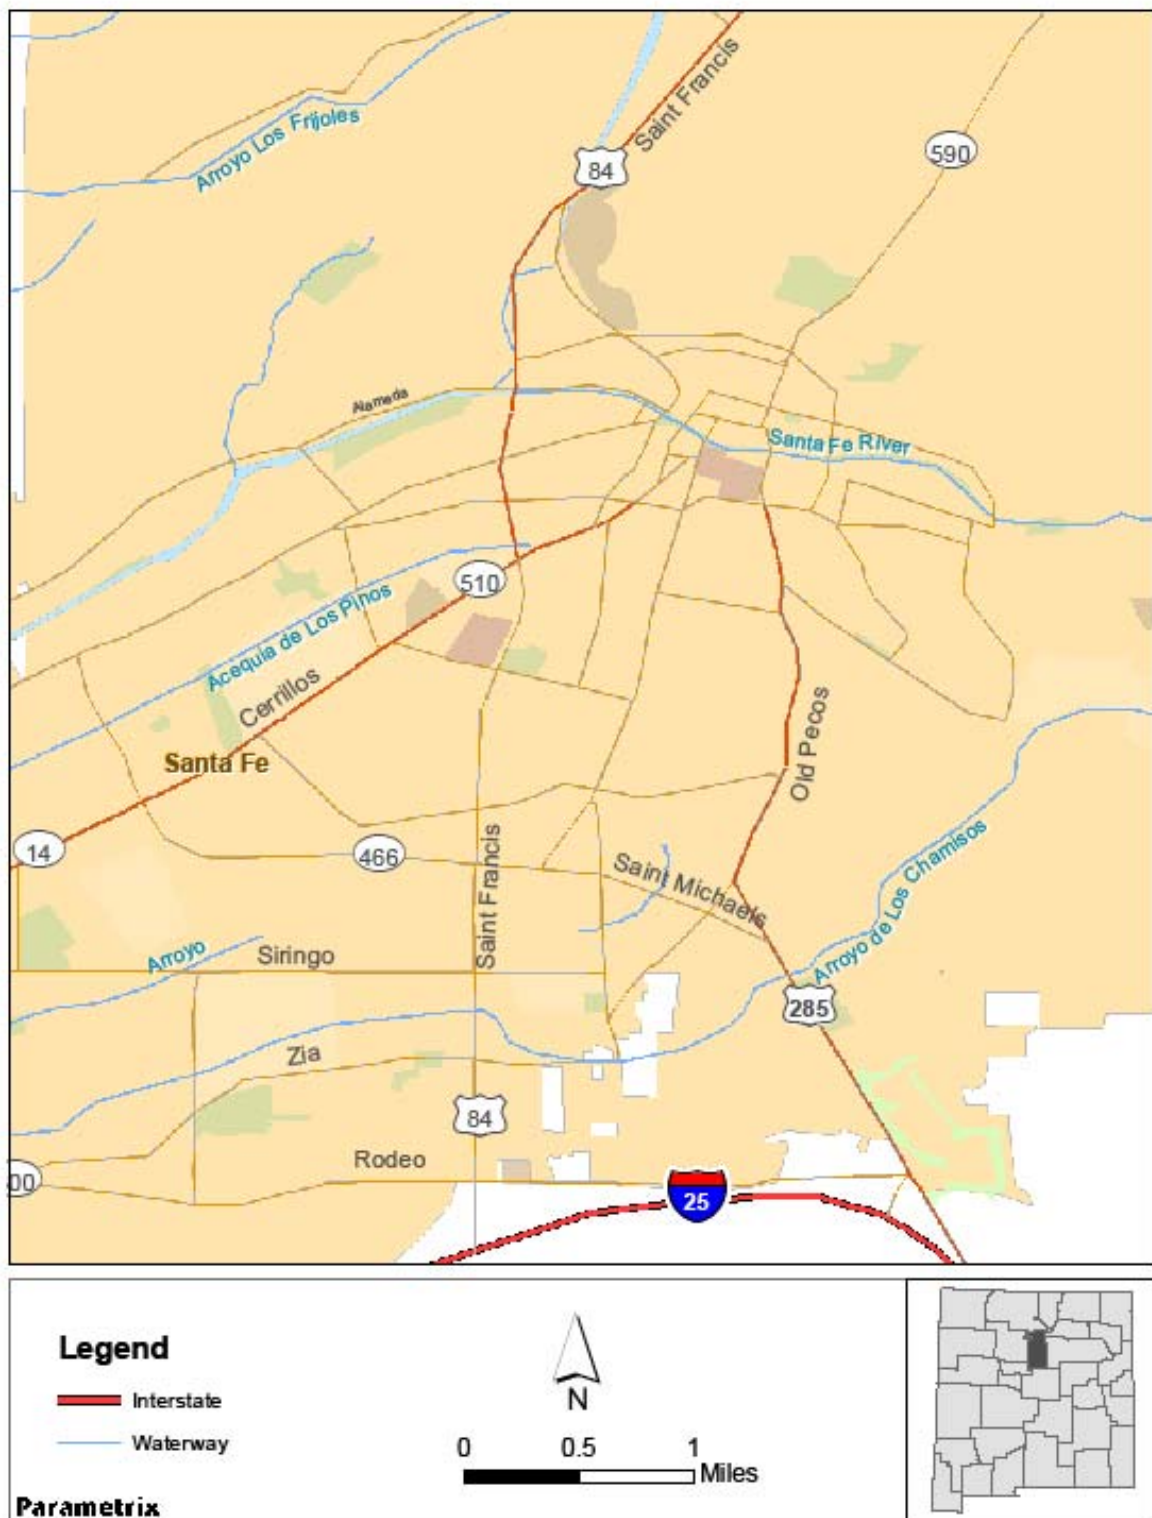 Saint Francis
84
590
Arroyo Los Frijoles
Alameda
Santa Fe River
510
Acequia de Los Pinos
Cerrillos
Santa Fe
Old Pecos
14
466
Saint Francis
Saint Michaels
Arroyo de Los Chamisos
Arroyo
Siringo
285
Zia
84
Rodeo
00
25
Legend
Interstate
Waterway
N
0 0.5 1
Miles
Parametrix